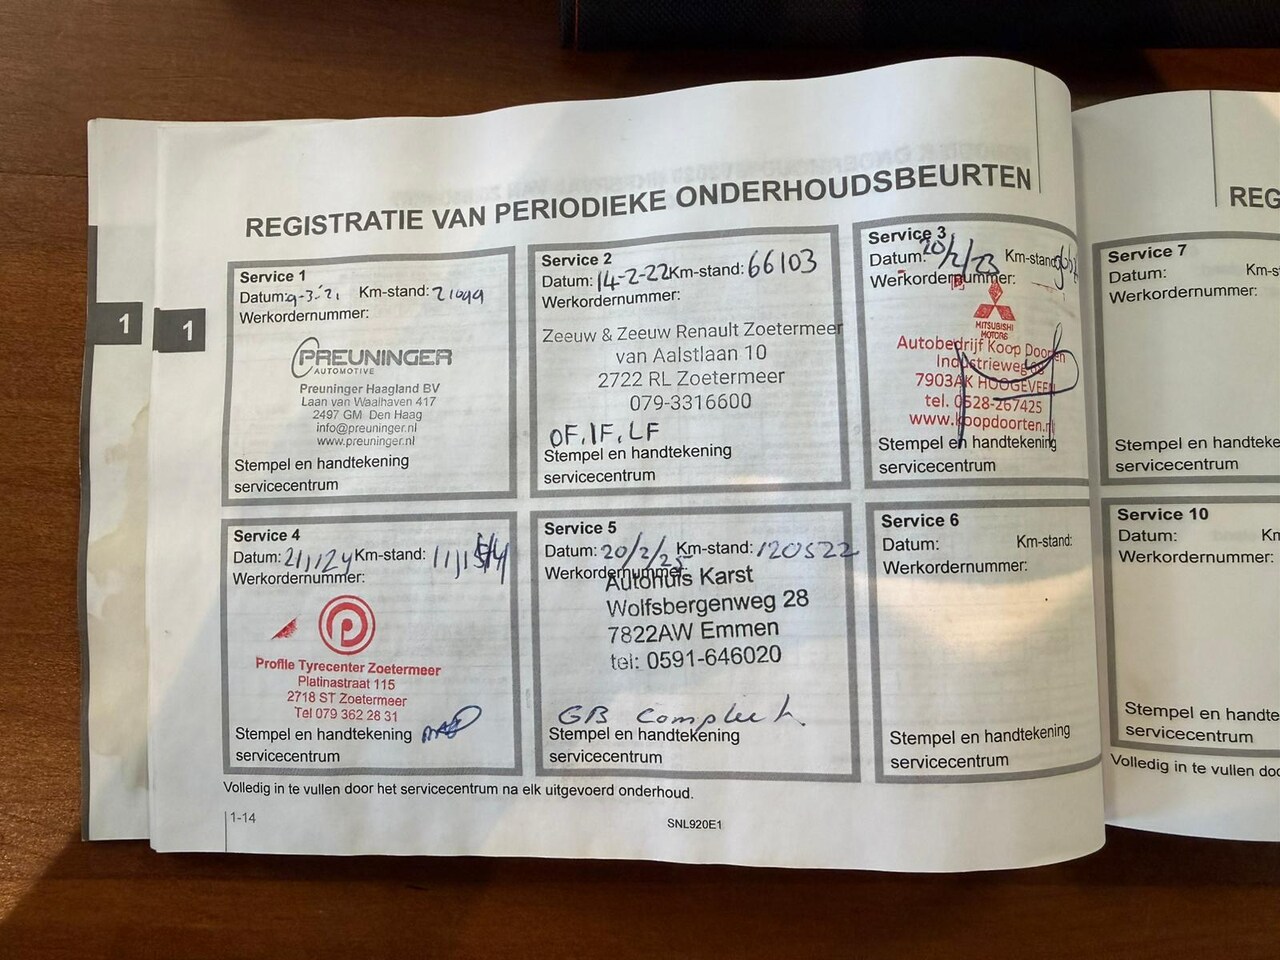 REGISTRATIE VAN PERIODIEKE ONDERHOUDSBEURTEN
Service 1
Datum: 9-3-'21 Km-stand: 21099
Werkordernummer:
PREUNINGER
AUTOMOTIVE
Preuninger Haagland BV
Laan van Waalhaven 417
2497 GM Den Haag
info@preuninger.nl
www.preuninger.nl
Stempel en handtekening
servicecentrum
Service 2
Datum: 14-2-22 Km-stand: 66103
Werkordernummer:
Zeeuw & Zeeuw Renault Zoetermeer
van Aalstlaan 10
2722 RL Zoetermeer
079-3316600
OF, IF, LF
Stempel en handtekening
servicecentrum
Service 3
Datum: 20/2/23 Km-stand
Werkordernummer:
MITSUBISHI
MOTORS
Autobedrijf Koop Doorten
Industrieweg
7903AK HOOGEVEEN
tel. 0528-267425
www.koopdoorten.nl
Stempel en handtekening
servicecentrum
Service 4
Datum: Km-stand:
Werkordernummer:
Profile Tyrecenter Zoetermeer
Platinastraat 115
2718 ST Zoetermeer
Tel 079 362 28 31
Stempel en handtekening
servicecentrum
Service 5
Datum: 20/2/25 Km-stand: 120522
Werkordernummer:
Autohuis Karst
Wolfsbergenweg 28
7822AW Emmen
tel: 0591-646020
GB Compleet
Stempel en handtekening
servicecentrum
Service 6
Datum: Km-stand:
Werkordernummer:
Stempel en handtekening
servicecentrum
Volledig in te vullen door het servicecentrum na elk uitgevoerd onderhoud.
1-14
SNL920E1
1
1
REG
Service 7
Datum: Km-s
Werkordernummer:
Stempel en handteke
servicecentrum
Service 10
Datum: Km-
Werkordernummer:
Stempel en handte
servicecentrum
Volledig in te vullen do